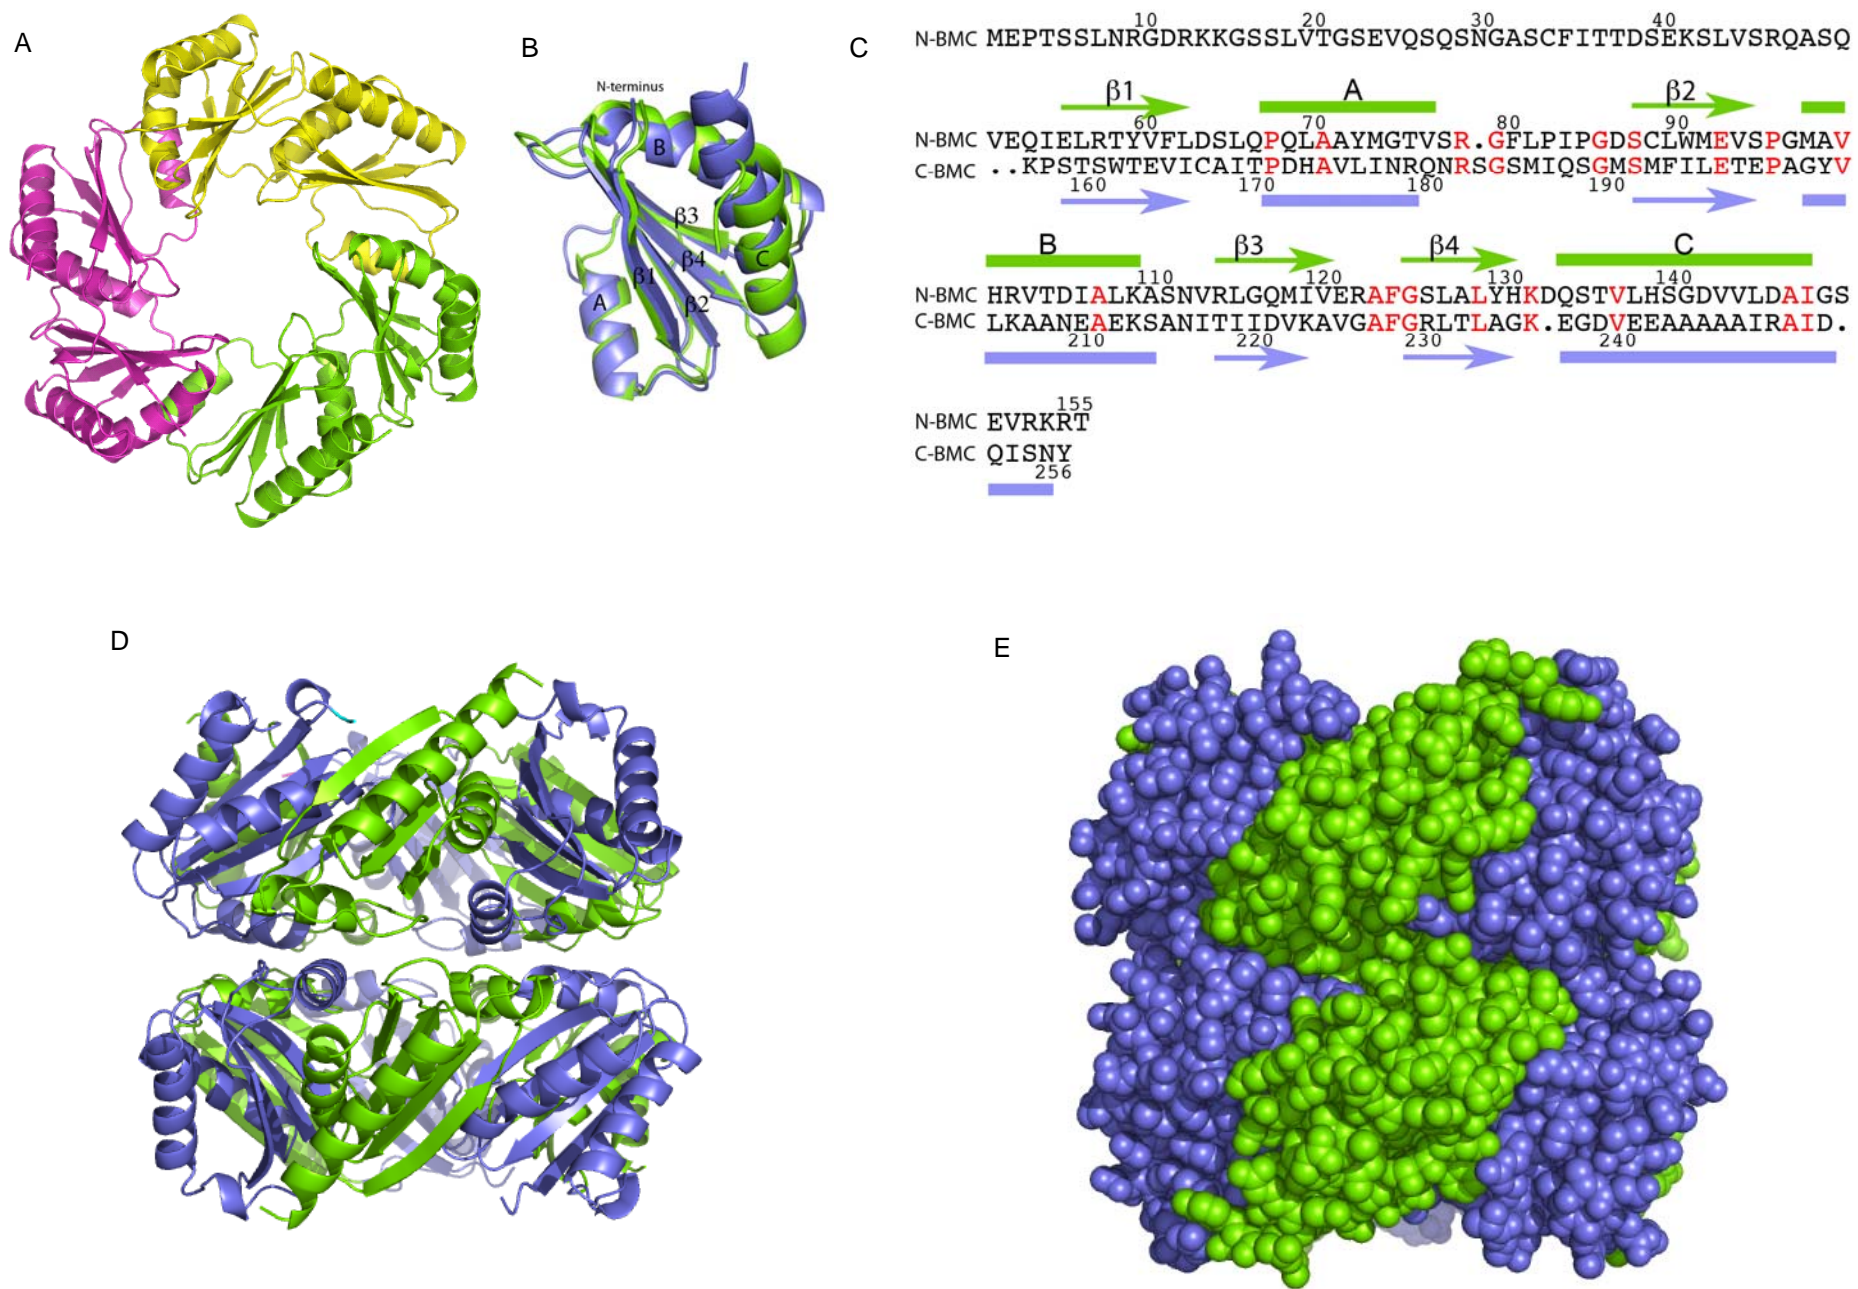 A
B
C
N-terminus
B
β3
β4
C
β1
A
β2
10 20 30 40
N-BMC MEPTSSLNRGDRKKGSSLVTGSEVQSQSNGASCFITTDSEKSLVSRQASQ
β1 A β2
60 70 80 90
N-BMC VEQIELRTYVFLDSLQPQLAAYMGTVSR.GFLPIPGDSCLWMEVSPGMAV
C-BMC ..KPSTSWTEVICAITPDHAVLINRQNRSGSMIQSGMSMFILETEPAGYV
160 170 180 190
B β3 β4 C
110 120 130 140
N-BMC HRVTDIALKASNVRLGQMIVERAFGSLALYHKDQSTVLHSGDVVLDAIGS
C-BMC LKAANEAEKSANITIIDVKAVGAFGRLTLAGK.EGDVEEAAAAAIRAID.
210 220 230 240
155
N-BMC EVRKRT
C-BMC QISNY
256
D
E